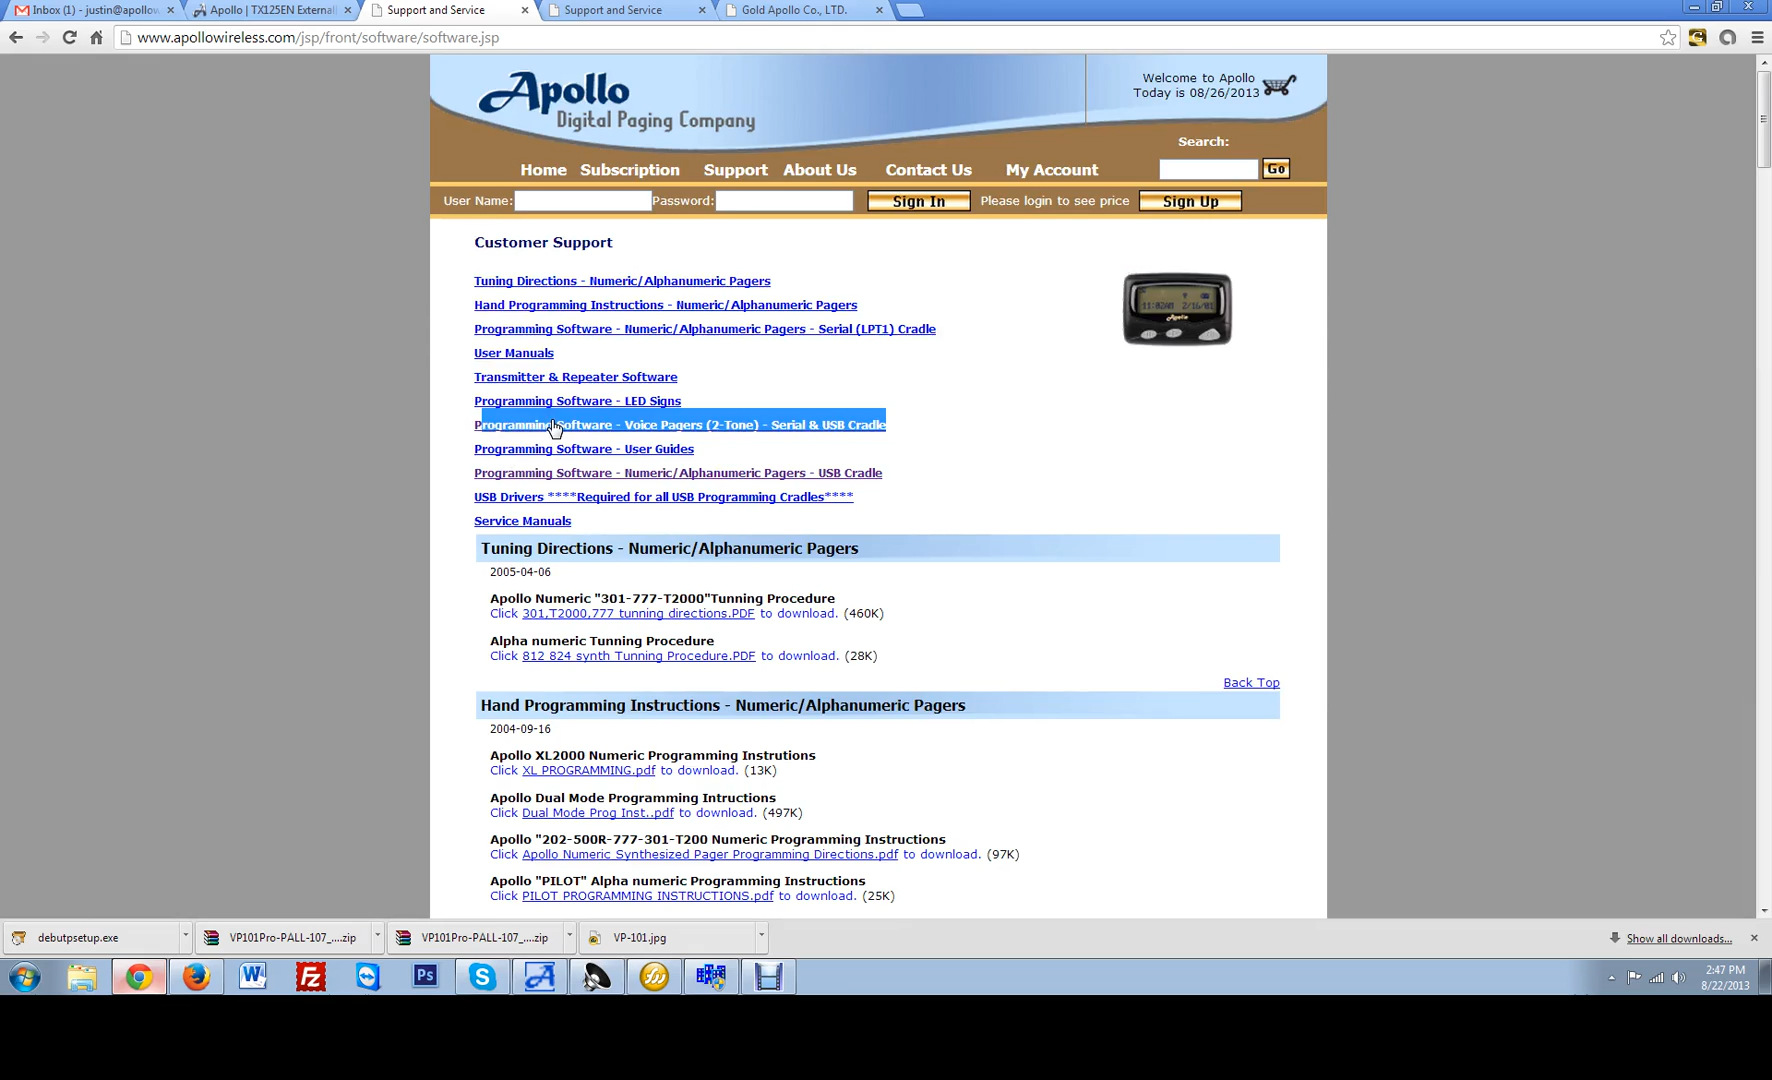 Inbox (1) - justin@apollow
Apollo | TX125EN External
Support and Service
Support and Service
Gold Apollo Co., LTD.
www.apollowireless.com/jsp/front/software/software.jsp
Apollo
Digital Paging Company
Welcome to Apollo
Today is 08/26/2013
Search:
Home Subscription Support About Us Contact Us My Account
Go
User Name: Password: Sign In Please login to see price Sign Up
Customer Support
Tuning Directions - Numeric/Alphanumeric Pagers
Hand Programming Instructions - Numeric/Alphanumeric Pagers
Programming Software - Numeric/Alphanumeric Pagers - Serial (LPT1) Cradle
User Manuals
Transmitter & Repeater Software
Programming Software - LED Signs
Programming Software - Voice Pagers (2-Tone) - Serial & USB Cradle
Programming Software - User Guides
Programming Software - Numeric/Alphanumeric Pagers - USB Cradle
USB Drivers ****Required for all USB Programming Cradles****
Service Manuals
Tuning Directions - Numeric/Alphanumeric Pagers
2005-04-06
Apollo Numeric "301-777-T2000"Tunning Procedure
Click 301,T2000,777 tunning directions.PDF to download. (460K)
Alpha numeric Tunning Procedure
Click 812 824 synth Tunning Procedure.PDF to download. (28K)
Back Top
Hand Programming Instructions - Numeric/Alphanumeric Pagers
2004-09-16
Apollo XL2000 Numeric Programming Instrutions
Click XL PROGRAMMING.pdf to download. (13K)
Apollo Dual Mode Programming Intructions
Click Dual Mode Prog Inst..pdf to download. (497K)
Apollo "202-500R-777-301-T200 Numeric Programming Instructions
Click Apollo Numeric Synthesized Pager Programming Directions.pdf to download. (97K)
Apollo "PILOT" Alpha numeric Programming Instructions
Click PILOT PROGRAMMING INSTRUCTIONS.pdf to download. (25K)
debutpsetup.exe
VP101Pro-PALL-107_....zip
VP101Pro-PALL-107_....zip
VP-101.jpg
Show all downloads...
2:47 PM
8/22/2013